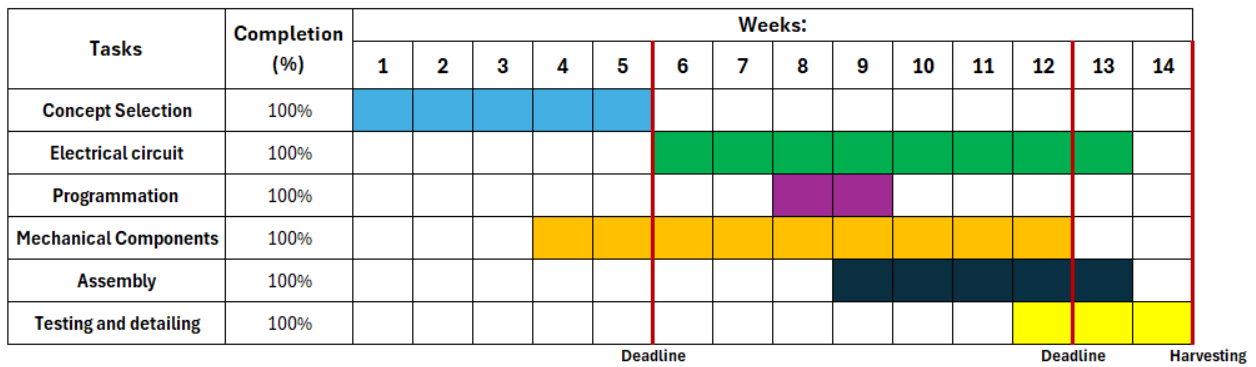 Tasks
Completion
(%)
Weeks:
1 2 3 4 5 6 7 8 9 10 11 12 13 14
Concept Selection 100%
Electrical circuit 100%
Programmation 100%
Mechanical Components 100%
Assembly 100%
Testing and detailing 100%
Deadline Deadline Harvesting